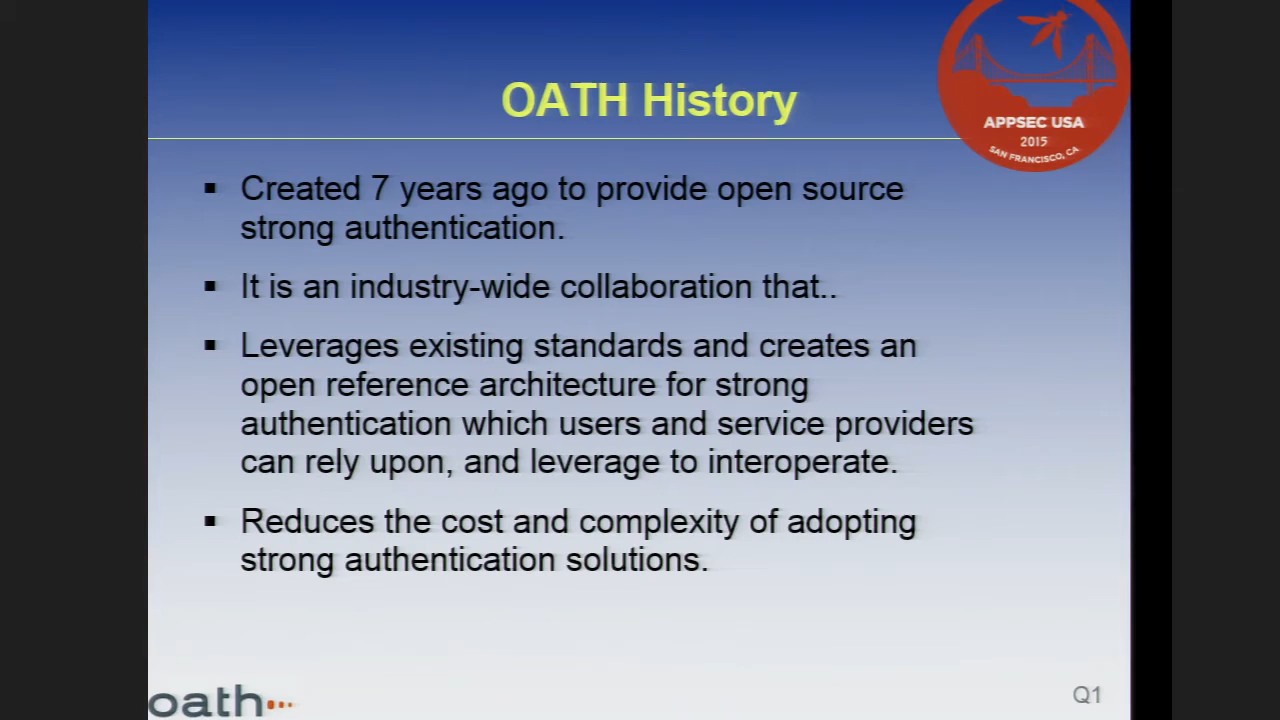 OATH History
APPSEC USA
2015
SAN FRANCISCO, CA
▪ Created 7 years ago to provide open source
strong authentication.
▪ It is an industry-wide collaboration that..
▪ Leverages existing standards and creates an
open reference architecture for strong
authentication which users and service providers
can rely upon, and leverage to interoperate.
▪ Reduces the cost and complexity of adopting
strong authentication solutions.
oath
Q1